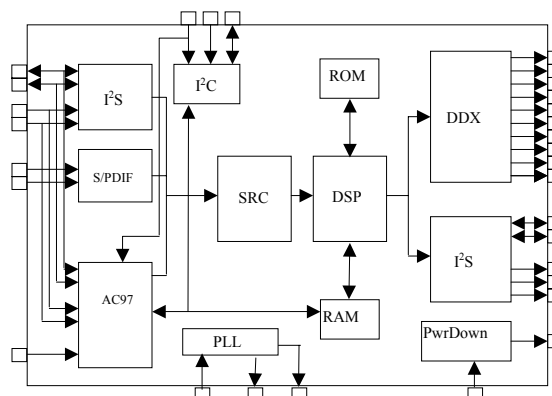 I²S
I²C
ROM
DDX
S/PDIF
SRC
DSP
I²S
AC97
RAM
PLL
PwrDown